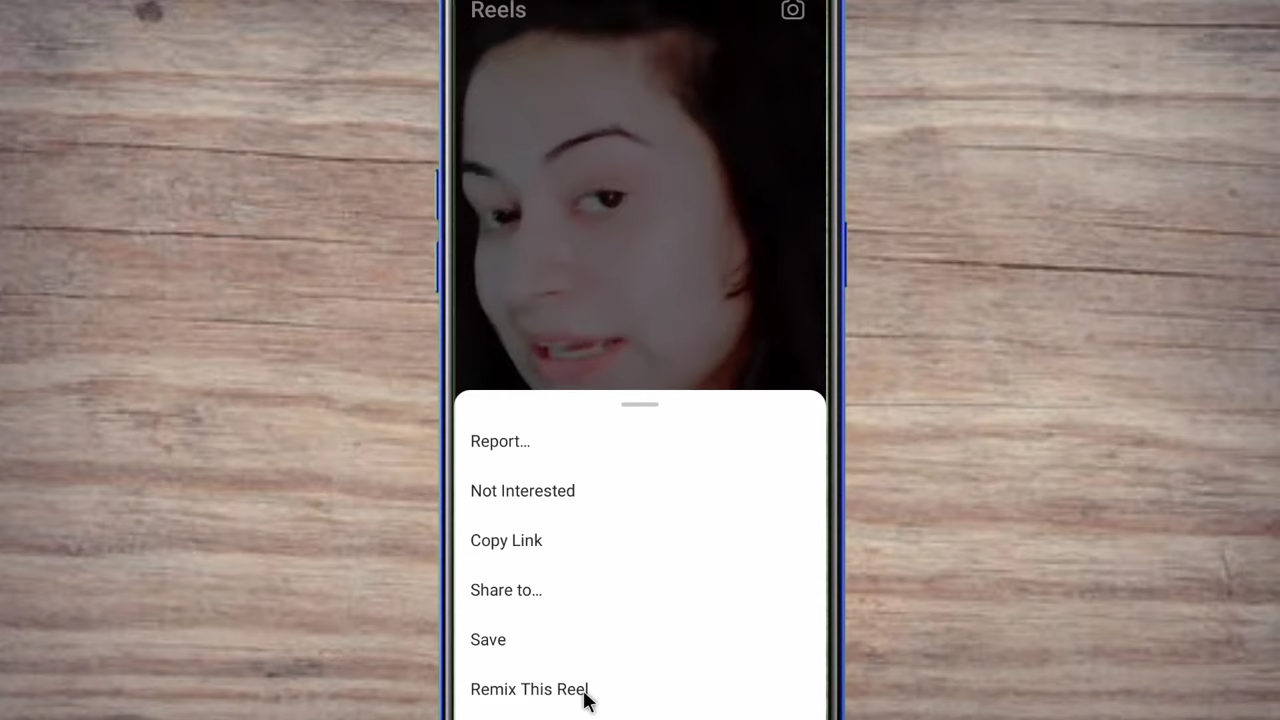 Reels
Report…
Not Interested
Copy Link
Share to…
Save
Remix This Reel